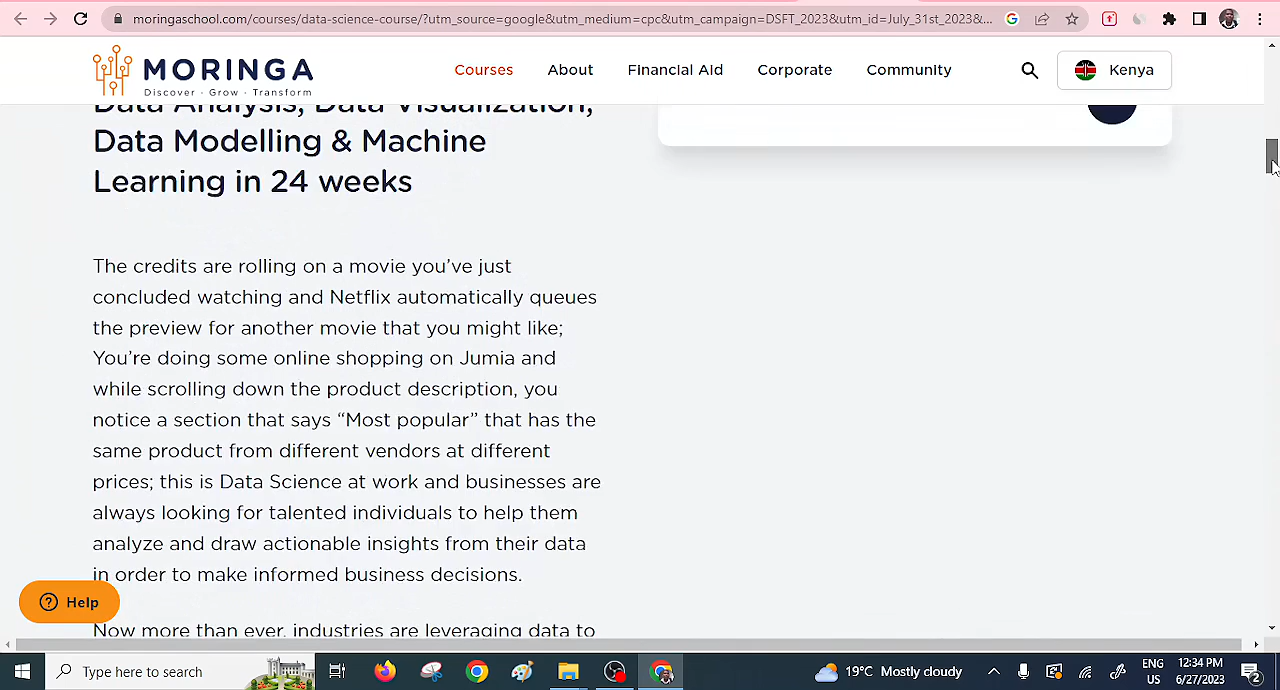 moringaschool.com/courses/data-science-course/?utm_source=google&utm_medium=cpc&utm_campaign=DSFT_2023&utm_id=July_31st_2023&...
MORINGA
Discover · Grow · Transform
Courses
About
Financial Aid
Corporate
Community
Kenya
Data Analysis, Data Visualization,
Data Modelling & Machine
Learning in 24 weeks
The credits are rolling on a movie you’ve just
concluded watching and Netflix automatically queues
the preview for another movie that you might like;
You’re doing some online shopping on Jumia and
while scrolling down the product description, you
notice a section that says “Most popular” that has the
same product from different vendors at different
prices; this is Data Science at work and businesses are
always looking for talented individuals to help them
analyze and draw actionable insights from their data
in order to make informed business decisions.
Help
Now more than ever, industries are leveraging data to
Type here to search
19°C Mostly cloudy
ENG
US
12:34 PM
6/27/2023
2